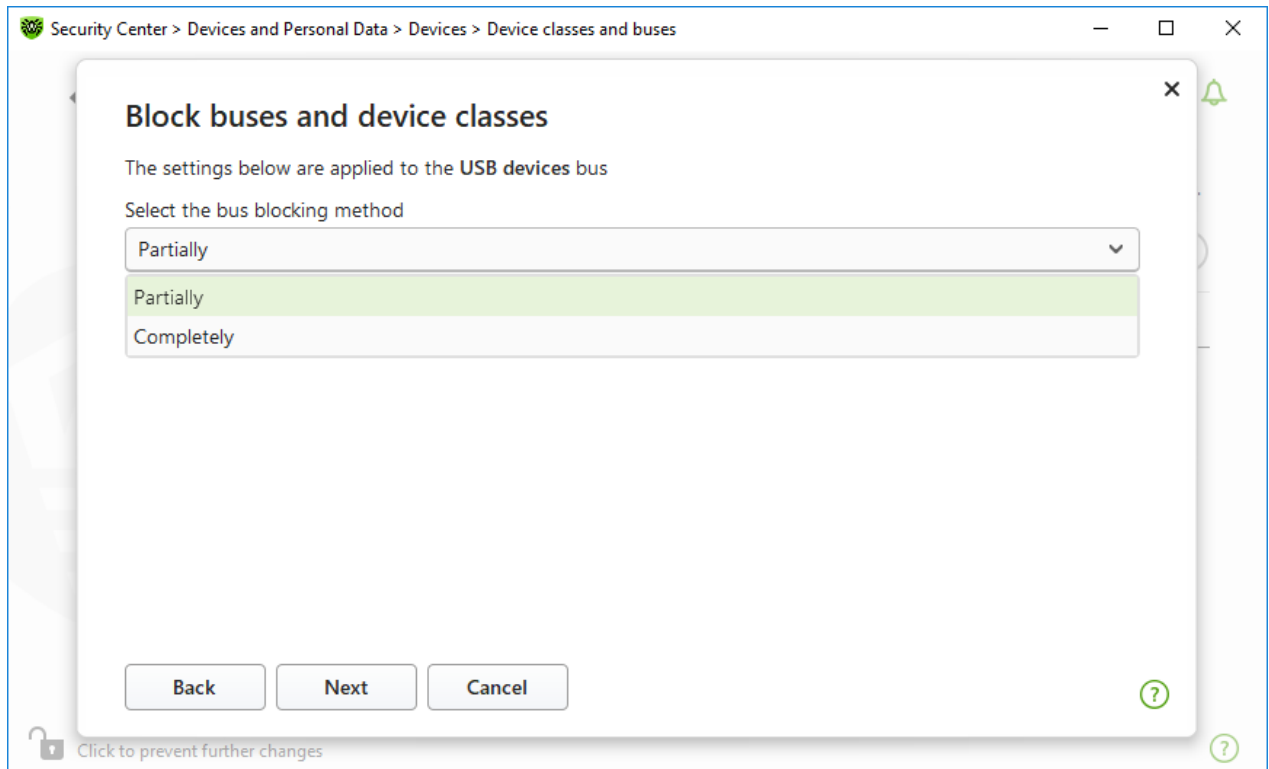 Security Center > Devices and Personal Data > Devices > Device classes and buses
Block buses and device classes
The settings below are applied to the USB devices bus
Select the bus blocking method
Partially
Partially
Completely
Back Next Cancel
?
Click to prevent further changes
?